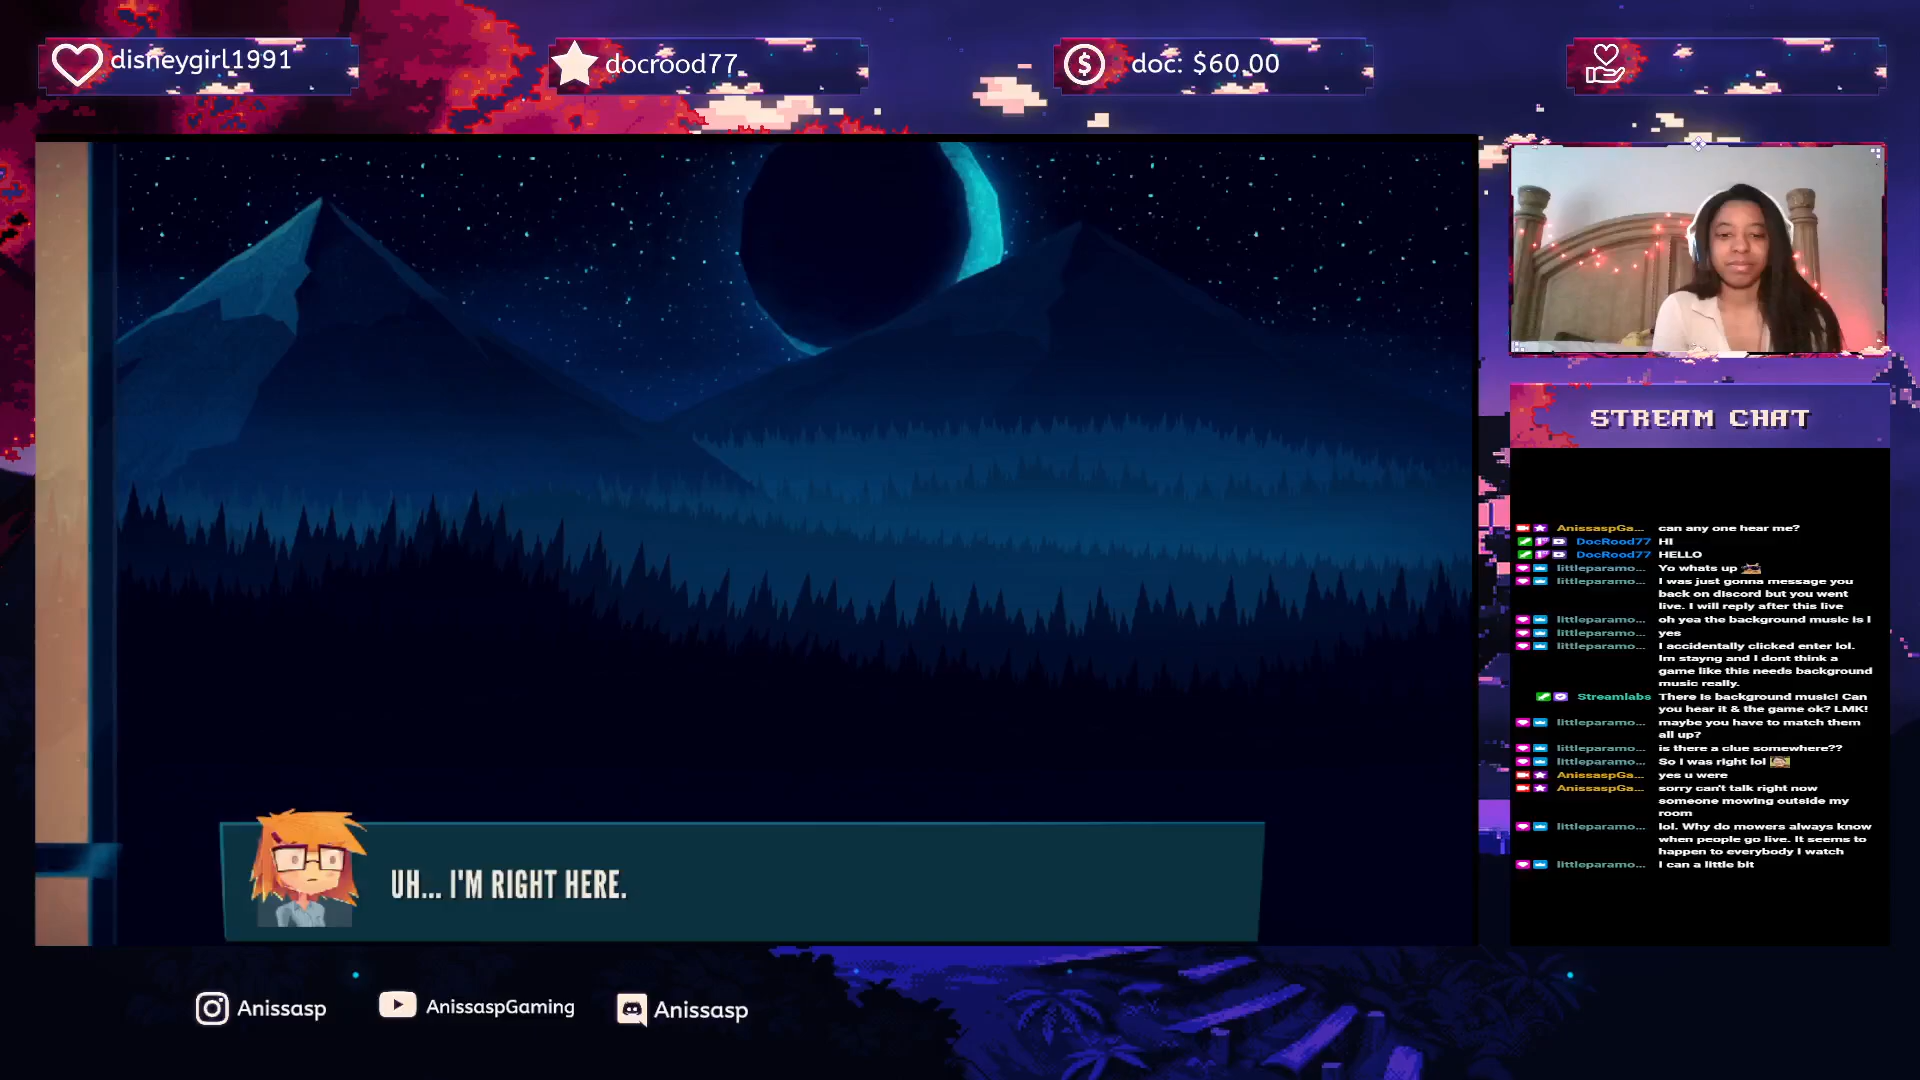 disneygirl1991
docrood77
doc: $60.00
STREAM CHAT
AnissaspGa... can any one hear me?
DocRood77 HI
DocRood77 HELLO
littleparamo... Yo whats up
littleparamo... I was just gonna message you
back on discord but you went
live. I will reply after this live
littleparamo... oh yea the background music is l
littleparamo... yes
littleparamo... I accidentally clicked enter lol.
Im stayng and I dont think a
game like this needs background
music really.
Streamlabs There is background music! Can
you hear it & the game ok? LMK!
littleparamo... maybe you have to match them
all up?
littleparamo... is there a clue somewhere??
littleparamo... So I was right lol
AnissaspGa... yes u were
AnissaspGa... sorry can't talk right now
someone mowing outside my
room
littleparamo... lol. Why do mowers always know
when people go live. It seems to
happen to everybody I watch
littleparamo... I can a little bit
UH... I'M RIGHT HERE.
Anissasp
AnissaspGaming
Anissasp